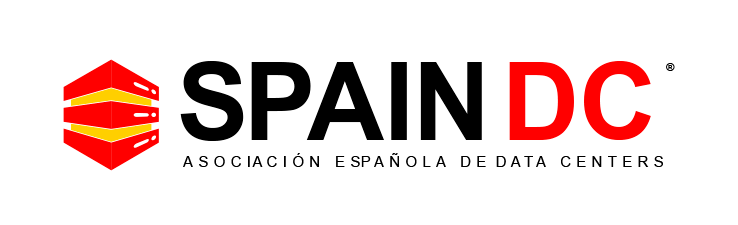 SPAIN DC ®
ASOCIACIÓN ESPAÑOLA DE DATA CENTERS